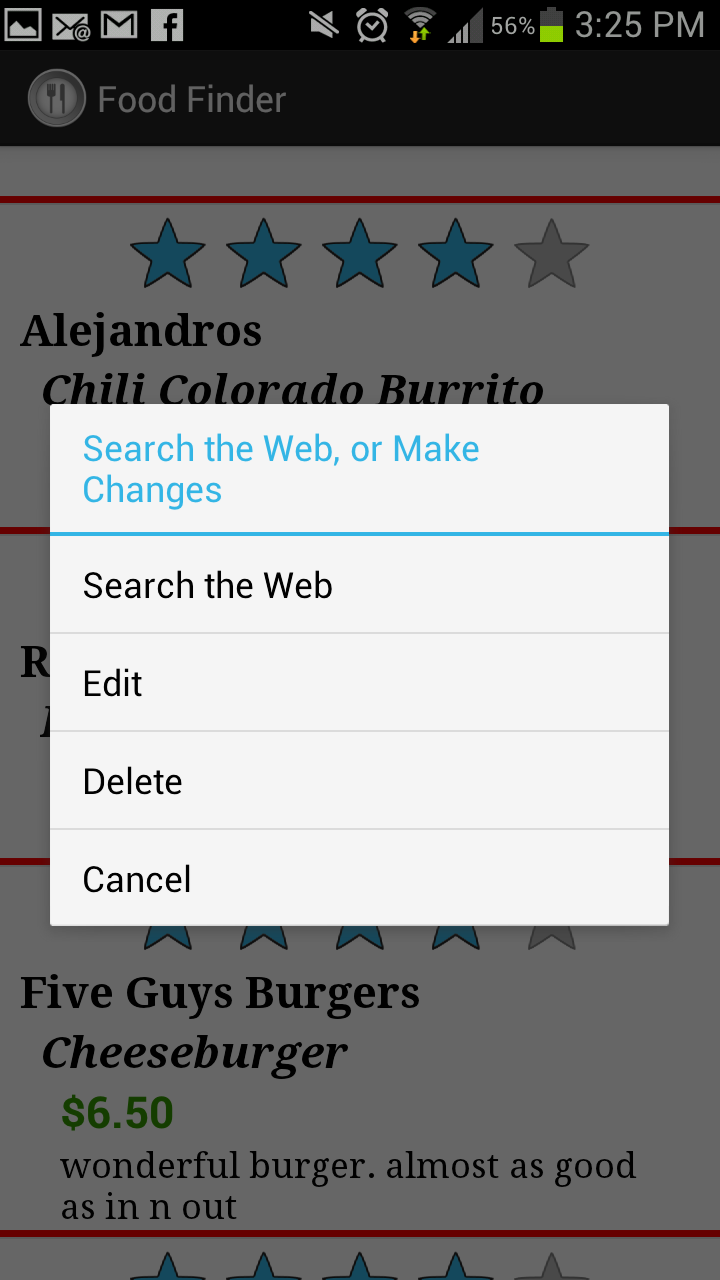 56% 3:25 PM
Food Finder
Alejandros
Chili Colorado Burrito
Search the Web, or Make
Changes
Search the Web
Edit
Delete
Cancel
Five Guys Burgers
Cheeseburger
$6.50
wonderful burger. almost as good
as in n out